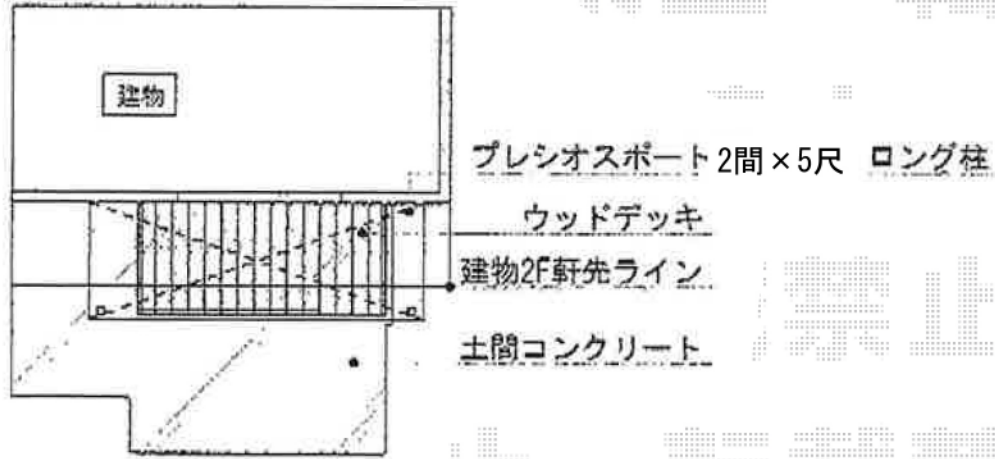 建物
プレシオスポート 2間×5尺 ロング柱
ウッドデッキ
建物2F軒先ライン
土間コンクリート
禁止